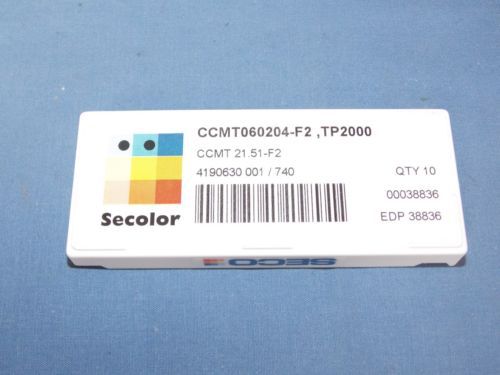 CCMT060204-F2 ,TP2000
CCMT 21.51-F2
4190630 001 / 740
QTY 10
00038836
EDP 38836
Secolor
SECO